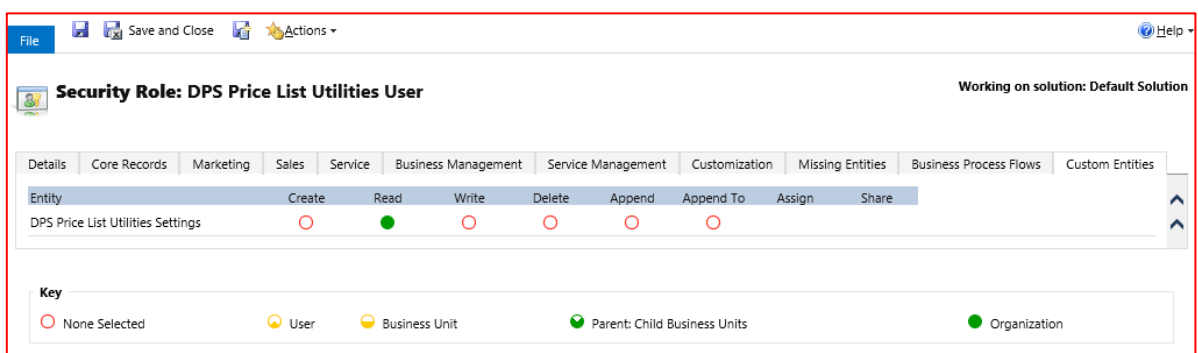 File Save and Close Actions Help
Security Role: DPS Price List Utilities User
Working on solution: Default Solution
Details Core Records Marketing Sales Service Business Management Service Management Customization Missing Entities Business Process Flows Custom Entities
Entity Create Read Write Delete Append Append To Assign Share
DPS Price List Utilities Settings
Key
None Selected User Business Unit Parent: Child Business Units Organization